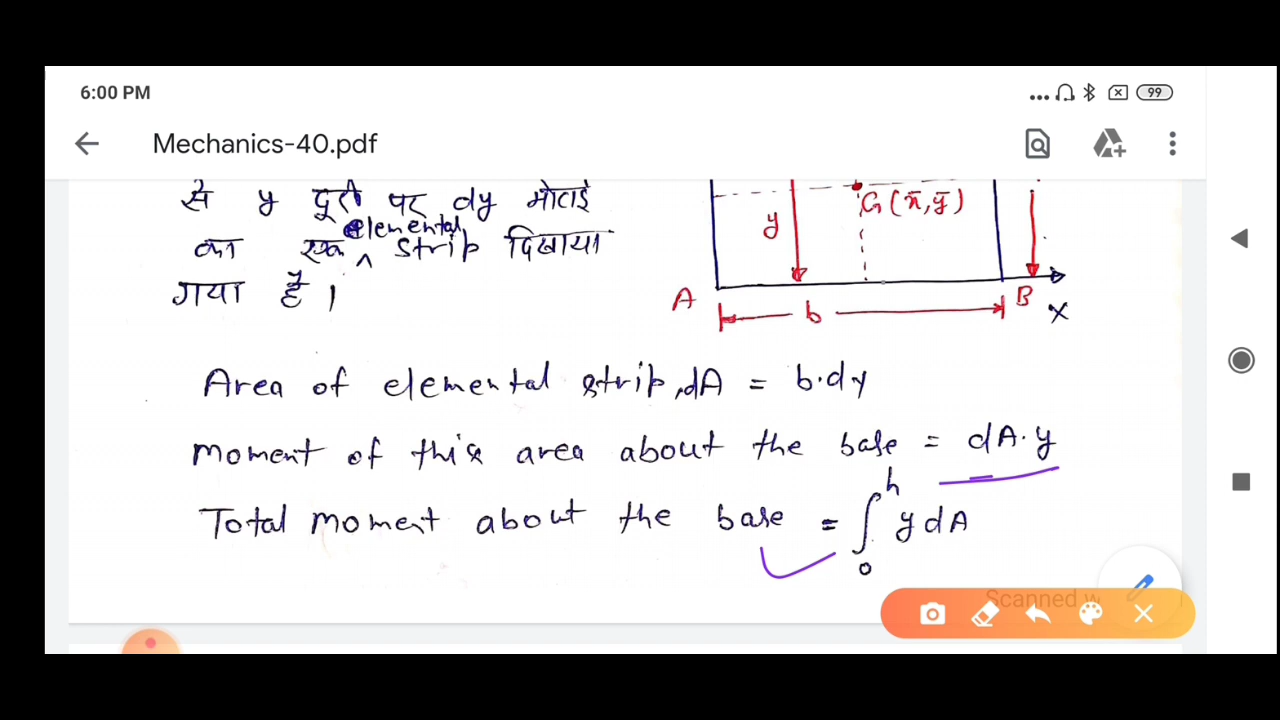 6:00 PM
99
Mechanics-40.pdf
से y दूरी पर dy मोटाई
elemental
का एक ^ strip दिखाया
गया है ।
G(x̄,ȳ)
y
A
b
B
X
Area of elemental strip, dA = b·dy
Moment of this area about the base = dA·y
Total moment about the base = ∫₀ʰ y dA
Scanned w